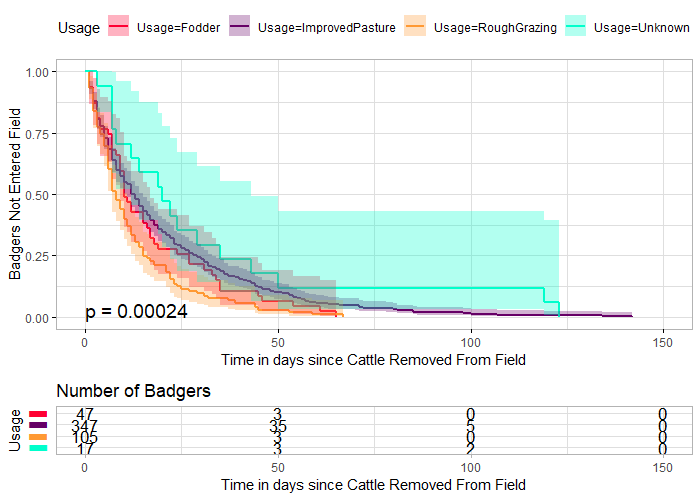 Usage Usage=Fodder Usage=ImprovedPasture Usage=RoughGrazing Usage=Unknown
Badgers Not Entered Field
1.00
0.75
0.50
0.25
0.00
p = 0.00024
0 50 100 150
Time in days since Cattle Removed From Field
Number of Badgers
Usage
47 3 0 0
347 35 5 0
105 3 0 0
17 3 2 0
0 50 100 150
Time in days since Cattle Removed From Field